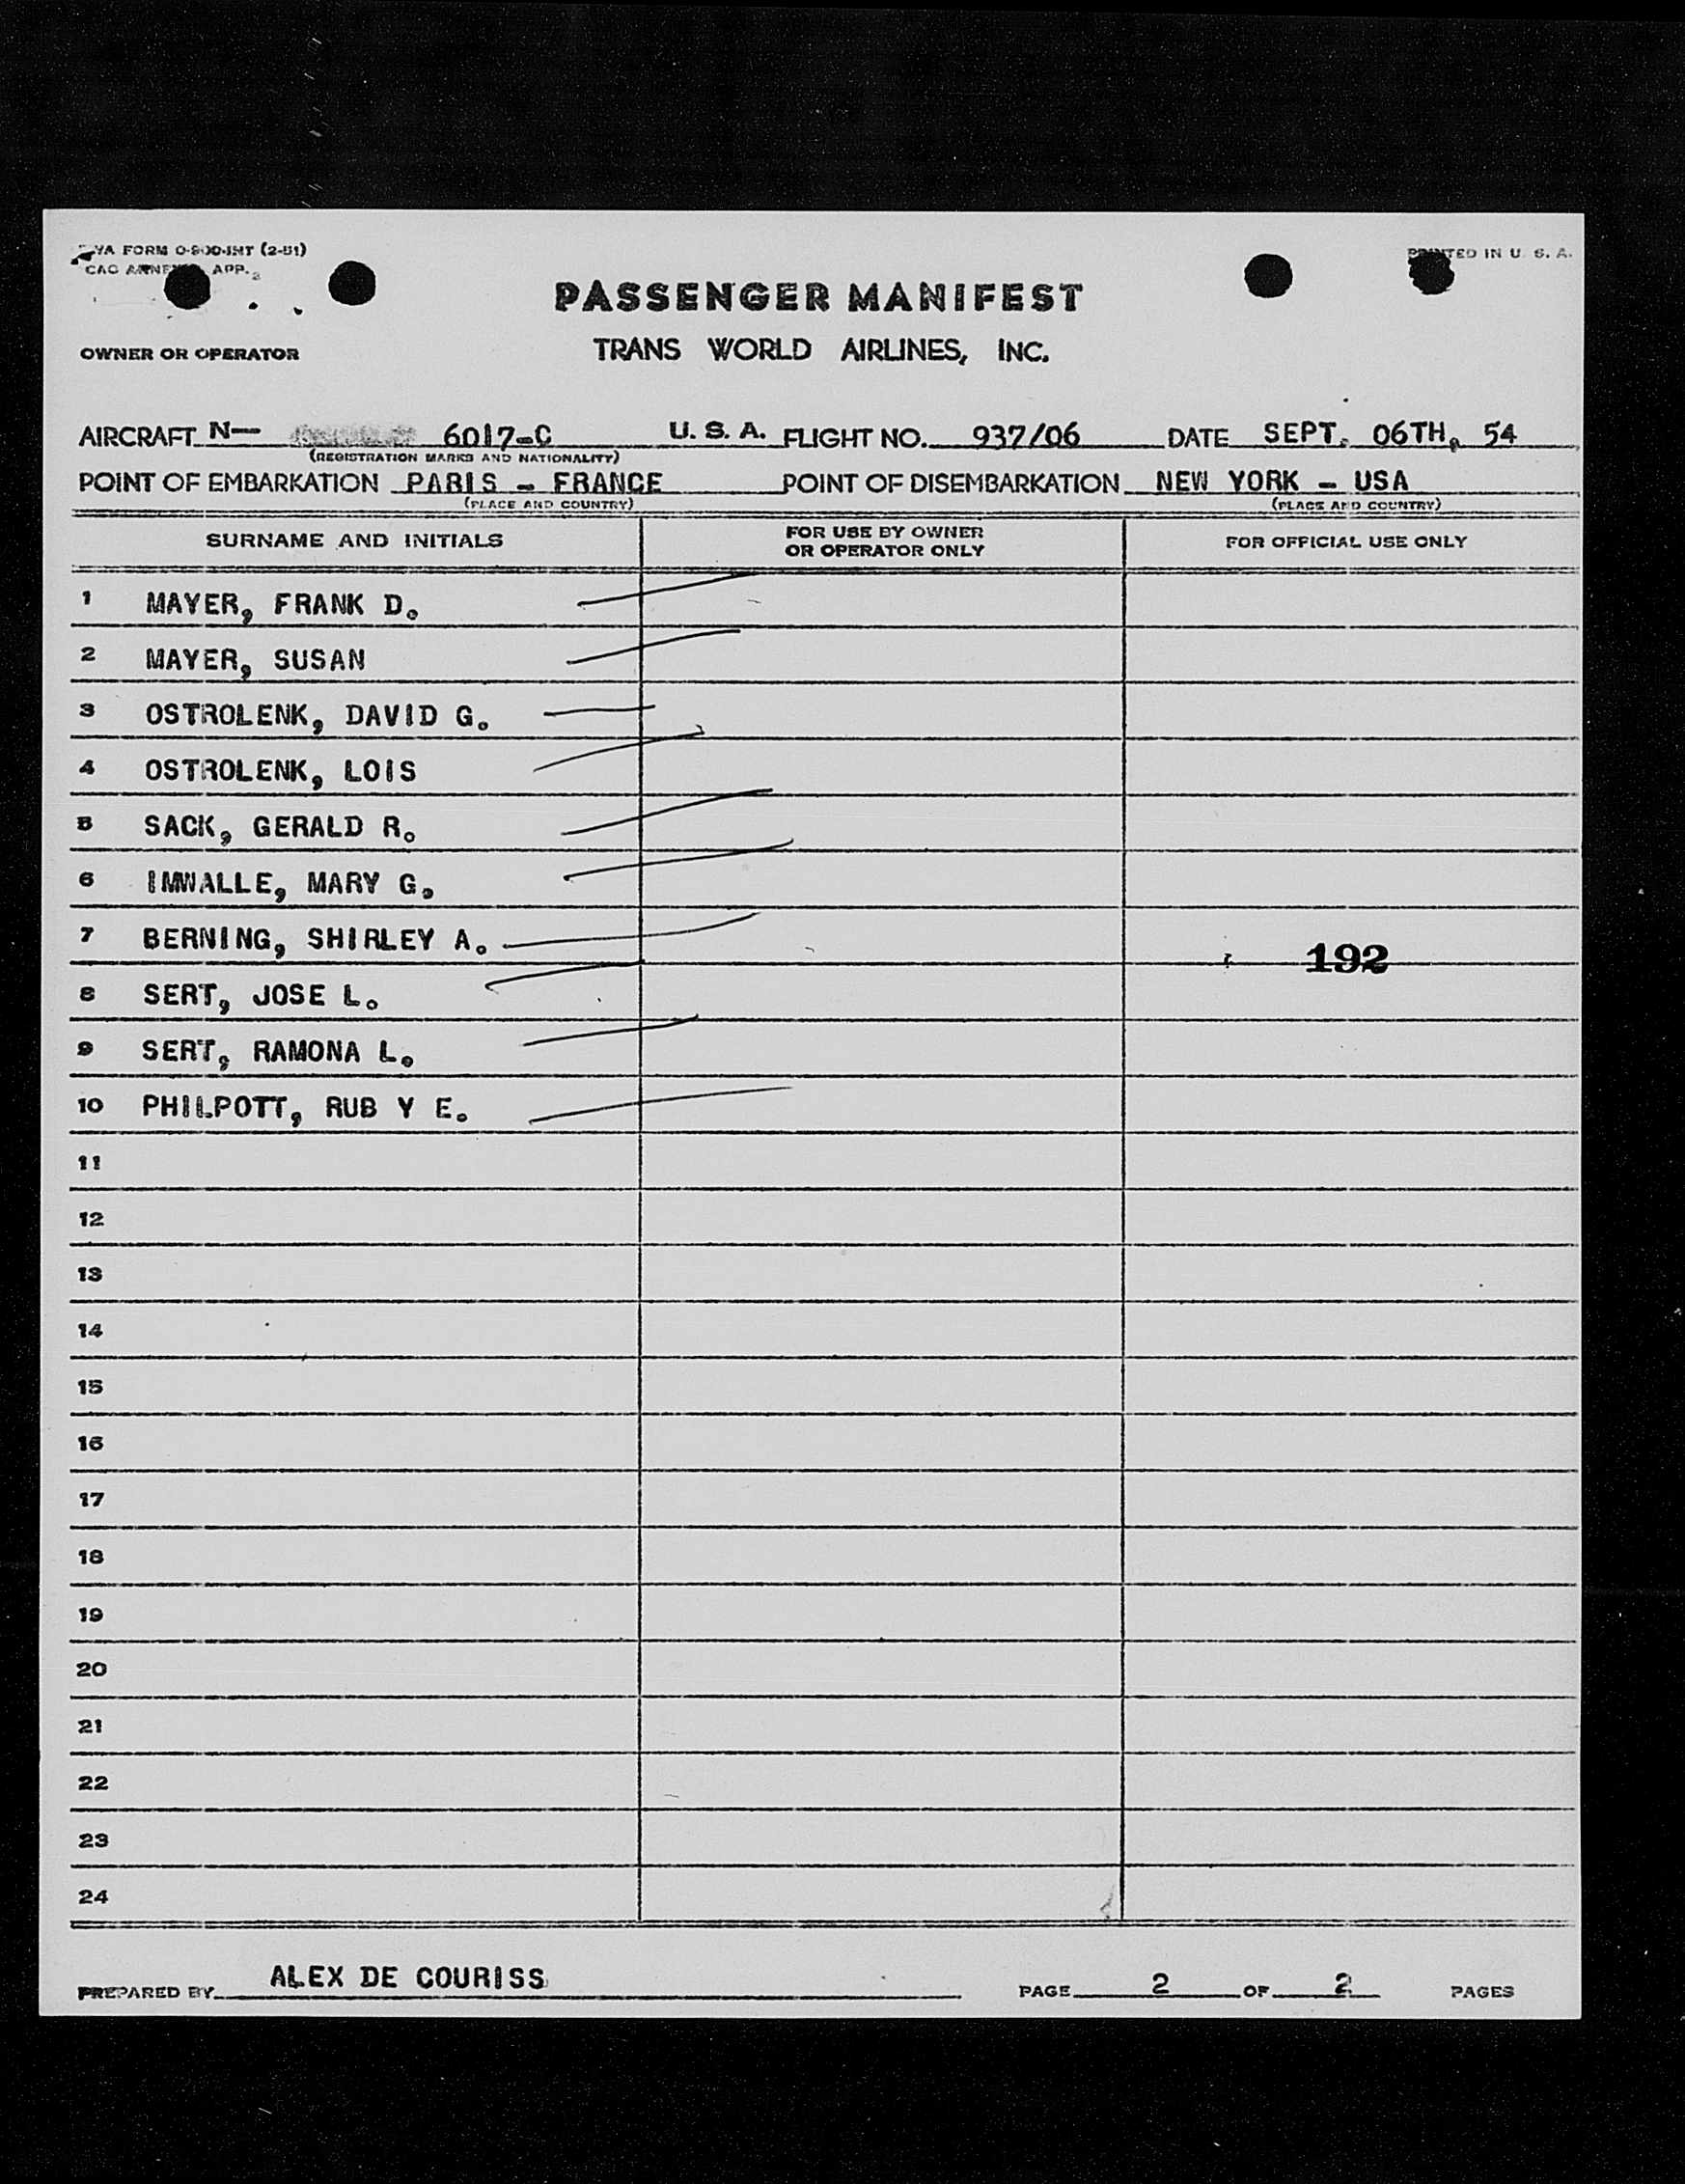 FORM
CAC APP.
PRINTED IN U. S. A.
PASSENGER MANIFEST
OWNER OR OPERATOR TRANS WORLD AIRLINES, INC.
AIRCRAFT N— 6017-C U. S. A. FLIGHT NO. 937/06 DATE SEPT. 06TH, 54
(REGISTRATION MARKS AND NATIONALITY)
POINT OF EMBARKATION PARIS - FRANCE POINT OF DISEMBARKATION NEW YORK - USA
(PLACE AND COUNTRY) (PLACE AND COUNTRY)
SURNAME AND INITIALS FOR USE BY OWNER OR OPERATOR ONLY FOR OFFICIAL USE ONLY
1 MAYER, FRANK D.
2 MAYER, SUSAN
3 OSTROLENK, DAVID G.
4 OSTROLENK, LOIS
5 SACK, GERALD R.
6 IMWALLE, MARY G.
7 BERNING, SHIRLEY A.
192
8 SERT, JOSE L.
9 SERT, RAMONA L.
10 PHILPOTT, RUB Y E.
11
12
13
14
15
16
17
18
19
20
21
22
23
24
PREPARED BY ALEX DE COURISS PAGE 2 OF 2 PAGES